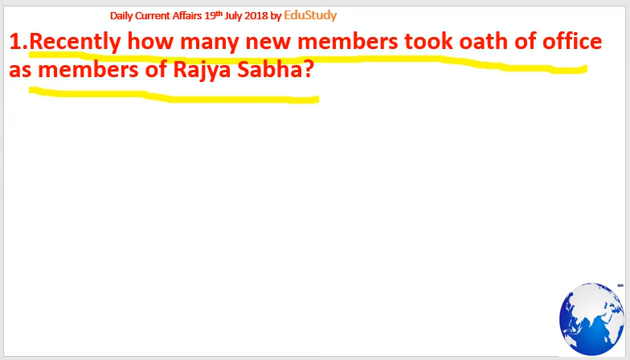 Daily Current Affairs 19th July 2018 by EduStudy
1.Recently how many new members took oath of office
as members of Rajya Sabha?